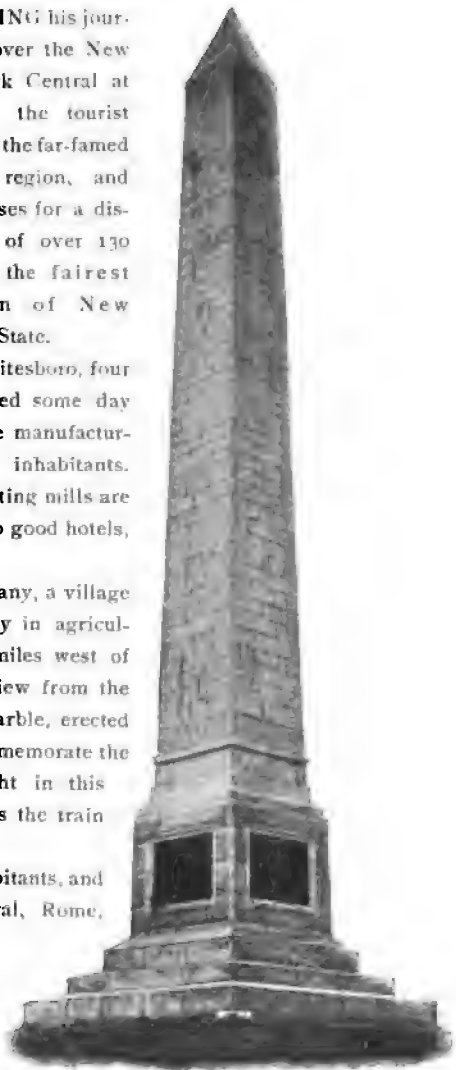 ING his jour-
over the New
k Central at
the tourist
the far-famed
region, and
ses for a dis-
of over 130
the fairest
n of New
State.
itesboro, four
ed some day
e manufactur-
inhabitants.
ting mills are
o good hotels,
any, a village
y in agricul-
miles west of
iew from the
arble, erected
memorate the
ht in this
s the train
bitants, and
ral, Rome,